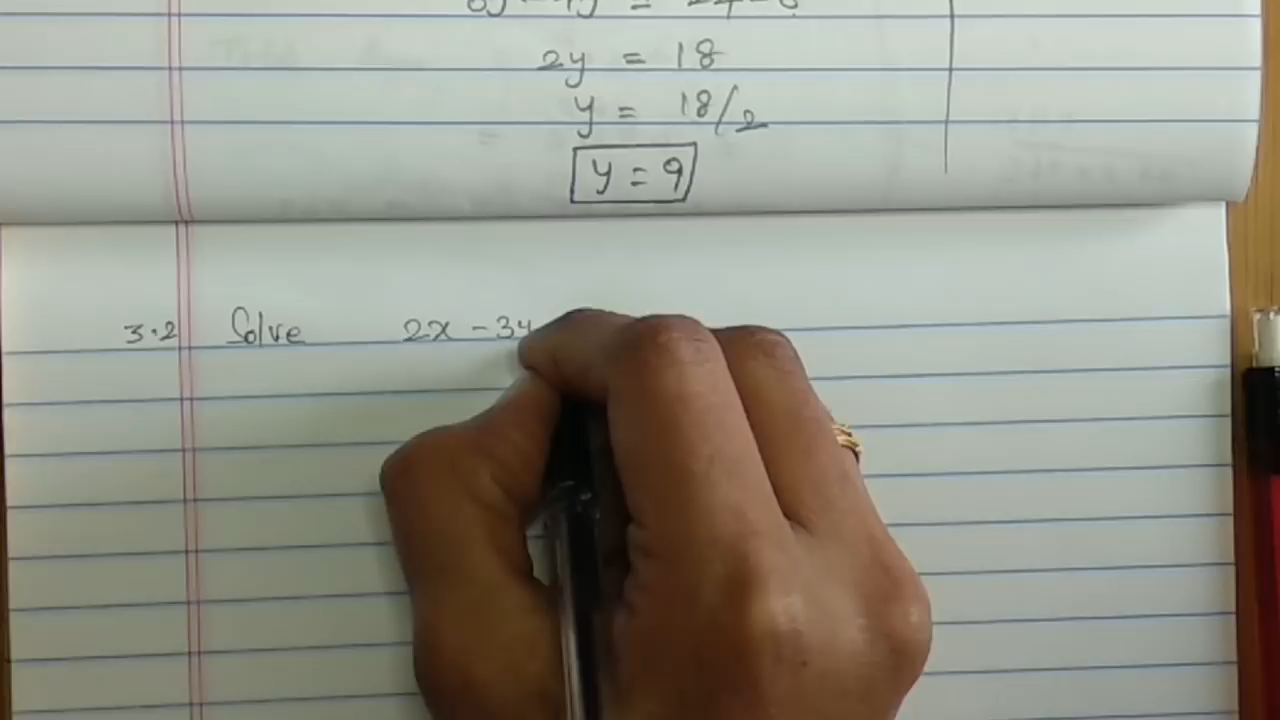 2y = 18
y = 18/2
y = 9
3.2 Solve 2x - 3y